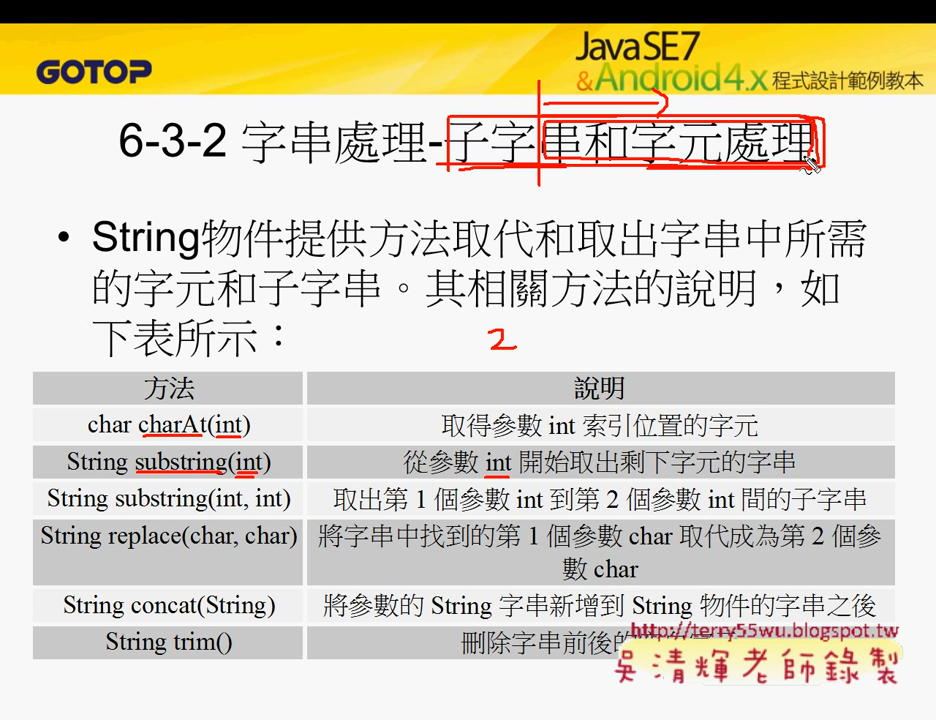 GOTOP
JavaSE7
&Android4.x 程式設計範例教本
6-3-2 字串處理-子字串和字元處理
• String物件提供方法取代和取出字串中所需
的字元和子字串。其相關方法的說明，如
下表所示：
2
方法 說明
char charAt(int) 取得參數 int 索引位置的字元
String substring(int) 從參數 int 開始取出剩下字元的字串
String substring(int, int) 取出第 1 個參數 int 到第 2 個參數 int 間的子字串
String replace(char, char) 將字串中找到的第 1 個參數 char 取代成為第 2 個參
數 char
String concat(String) 將參數的 String 字串新增到 String 物件的字串之後
String trim() 刪除字串前後的
http://terry55wu.blogspot.tw
吳清輝老師錄製